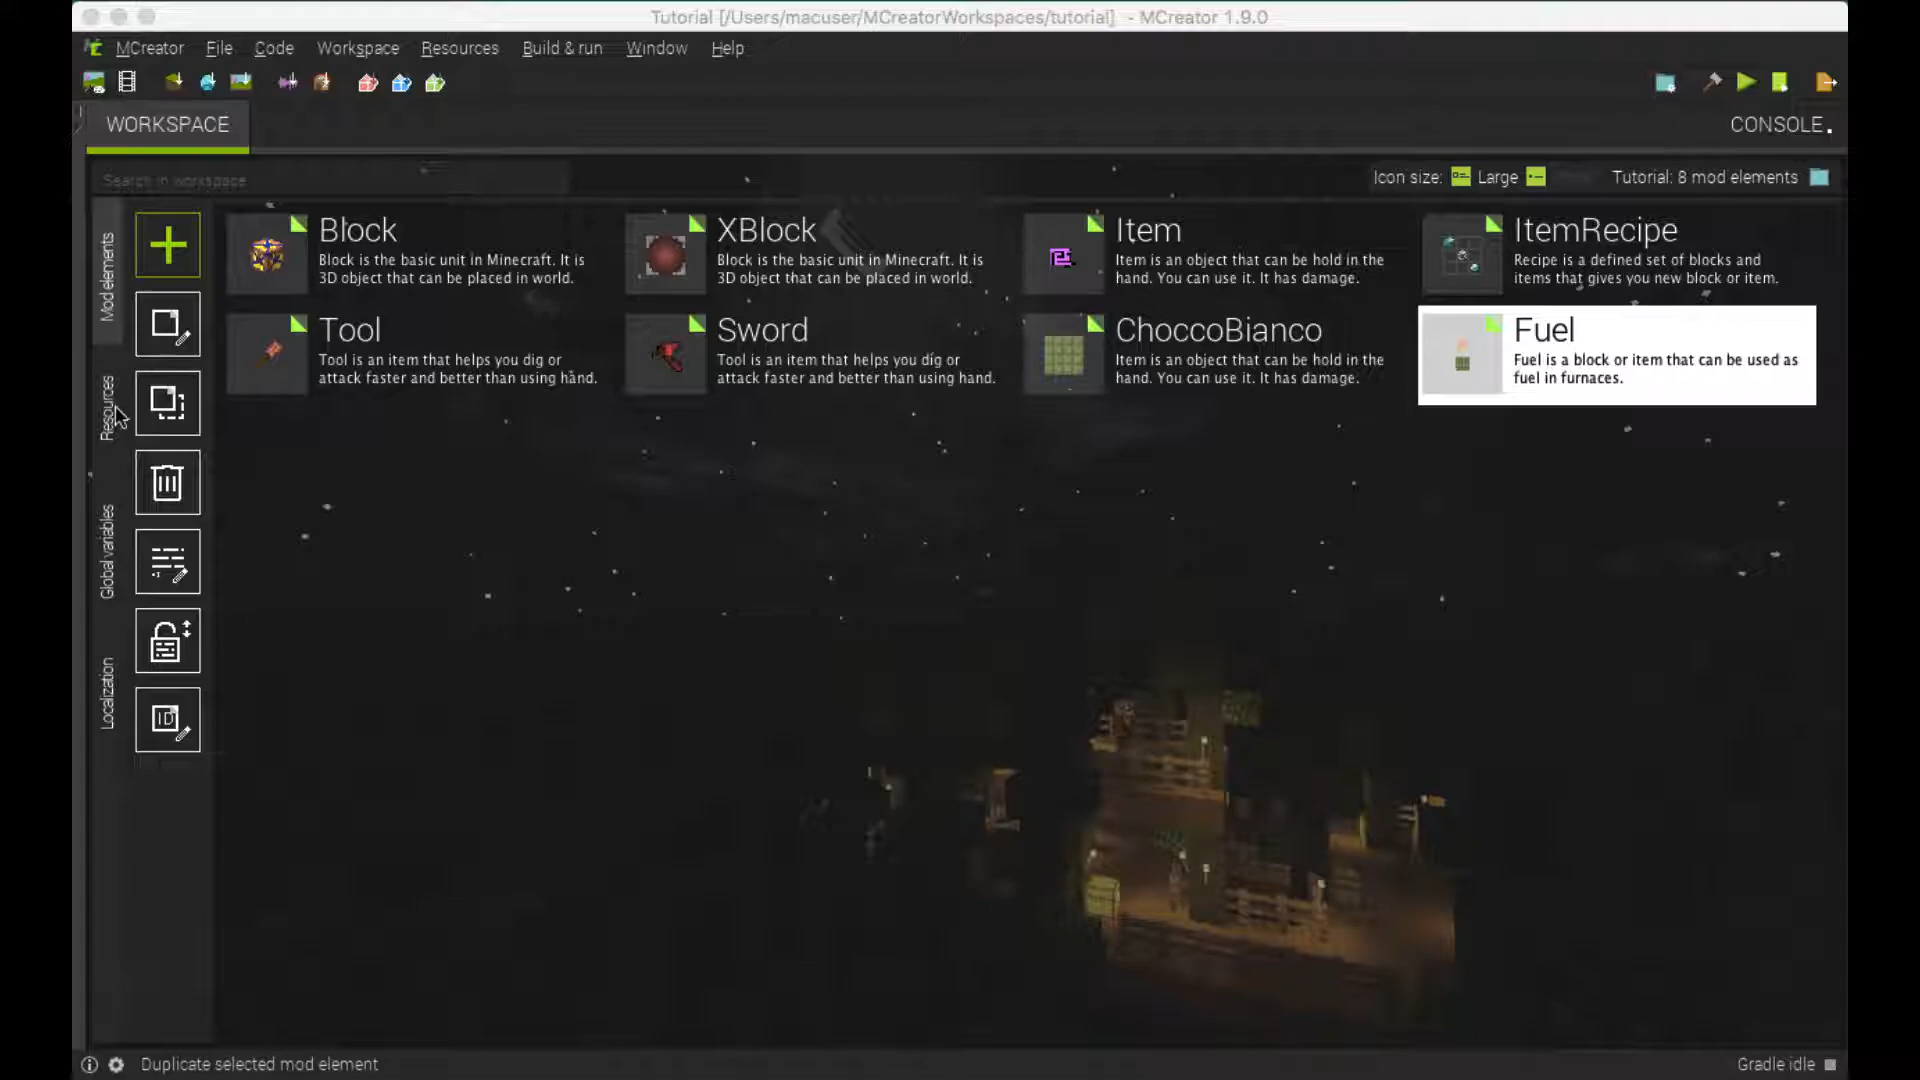 Tutorial [/Users/macuser/MCreatorWorkspaces/tutorial] - MCreator 1.9.0
MCreator File Code Workspace Resources Build & run Window Help
WORKSPACE
CONSOLE
Search in workspace
Icon size: Large
Tutorial: 8 mod elements
Mod elements
Resources
Global variables
Localization
Block
Block is the basic unit in Minecraft. It is
3D object that can be placed in world.
XBlock
Block is the basic unit in Minecraft. It is
3D object that can be placed in world.
Item
Item is an object that can be hold in the
hand. You can use it. It has damage.
ItemRecipe
Recipe is a defined set of blocks and
items that gives you new block or item.
Tool
Tool is an item that helps you dig or
attack faster and better than using hand.
Sword
Tool is an item that helps you dig or
attack faster and better than using hand.
ChoccoBianco
Item is an object that can be hold in the
hand. You can use it. It has damage.
Fuel
Fuel is a block or item that can be used as
fuel in furnaces.
ID
Duplicate selected mod element
Gradle idle